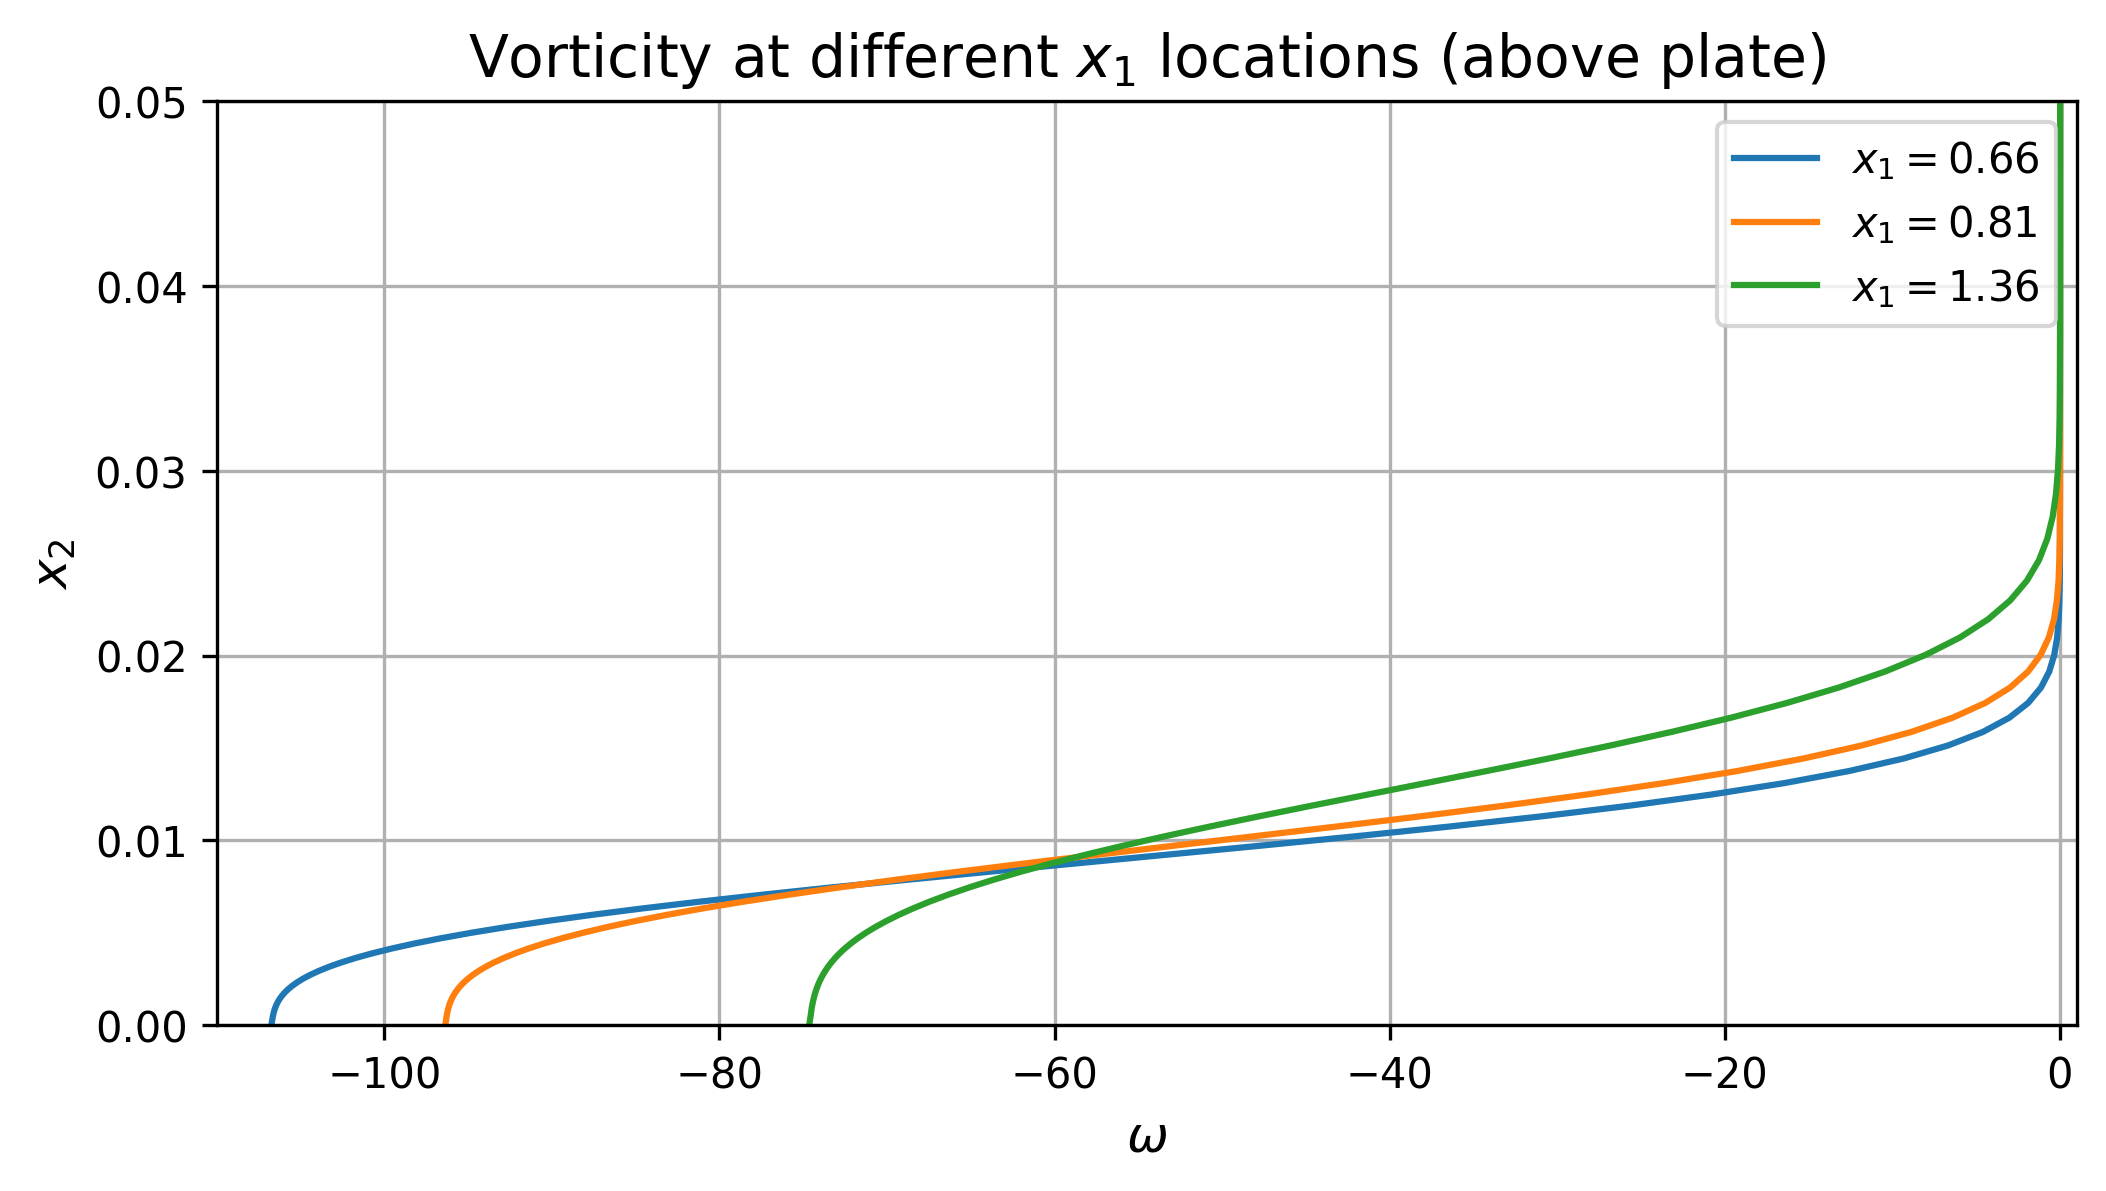 Vorticity at different x₁ locations (above plate)
0.05
0.04
0.03
0.02
0.01
0.00
x₂
x₁ = 0.66
x₁ = 0.81
x₁ = 1.36
−100 −80 −60 −40 −20 0
ω